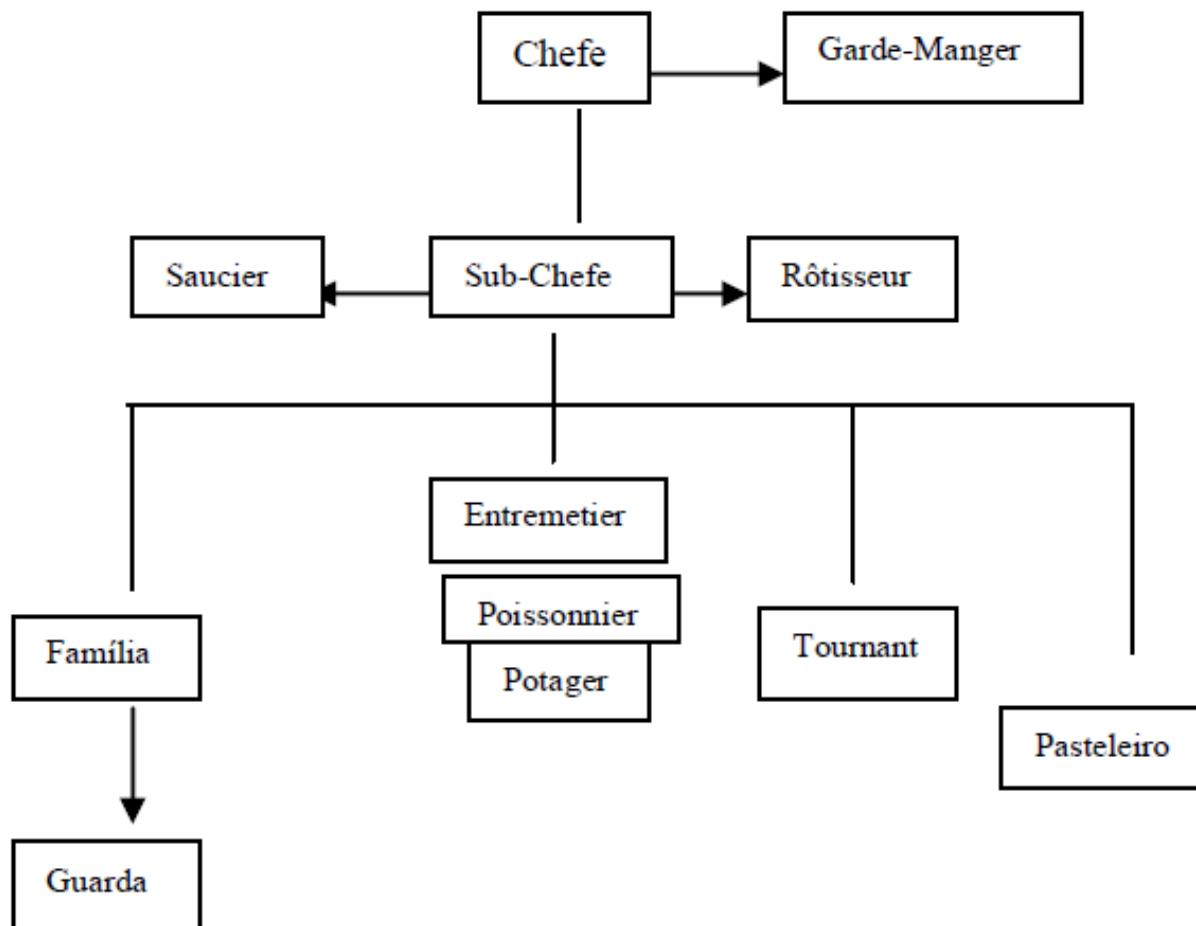 Chefe
Garde-Manger
Saucier
Sub-Chefe
Rôtisseur
Entremetier
Poissonnier
Potager
Família
Tournant
Pasteleiro
Guarda